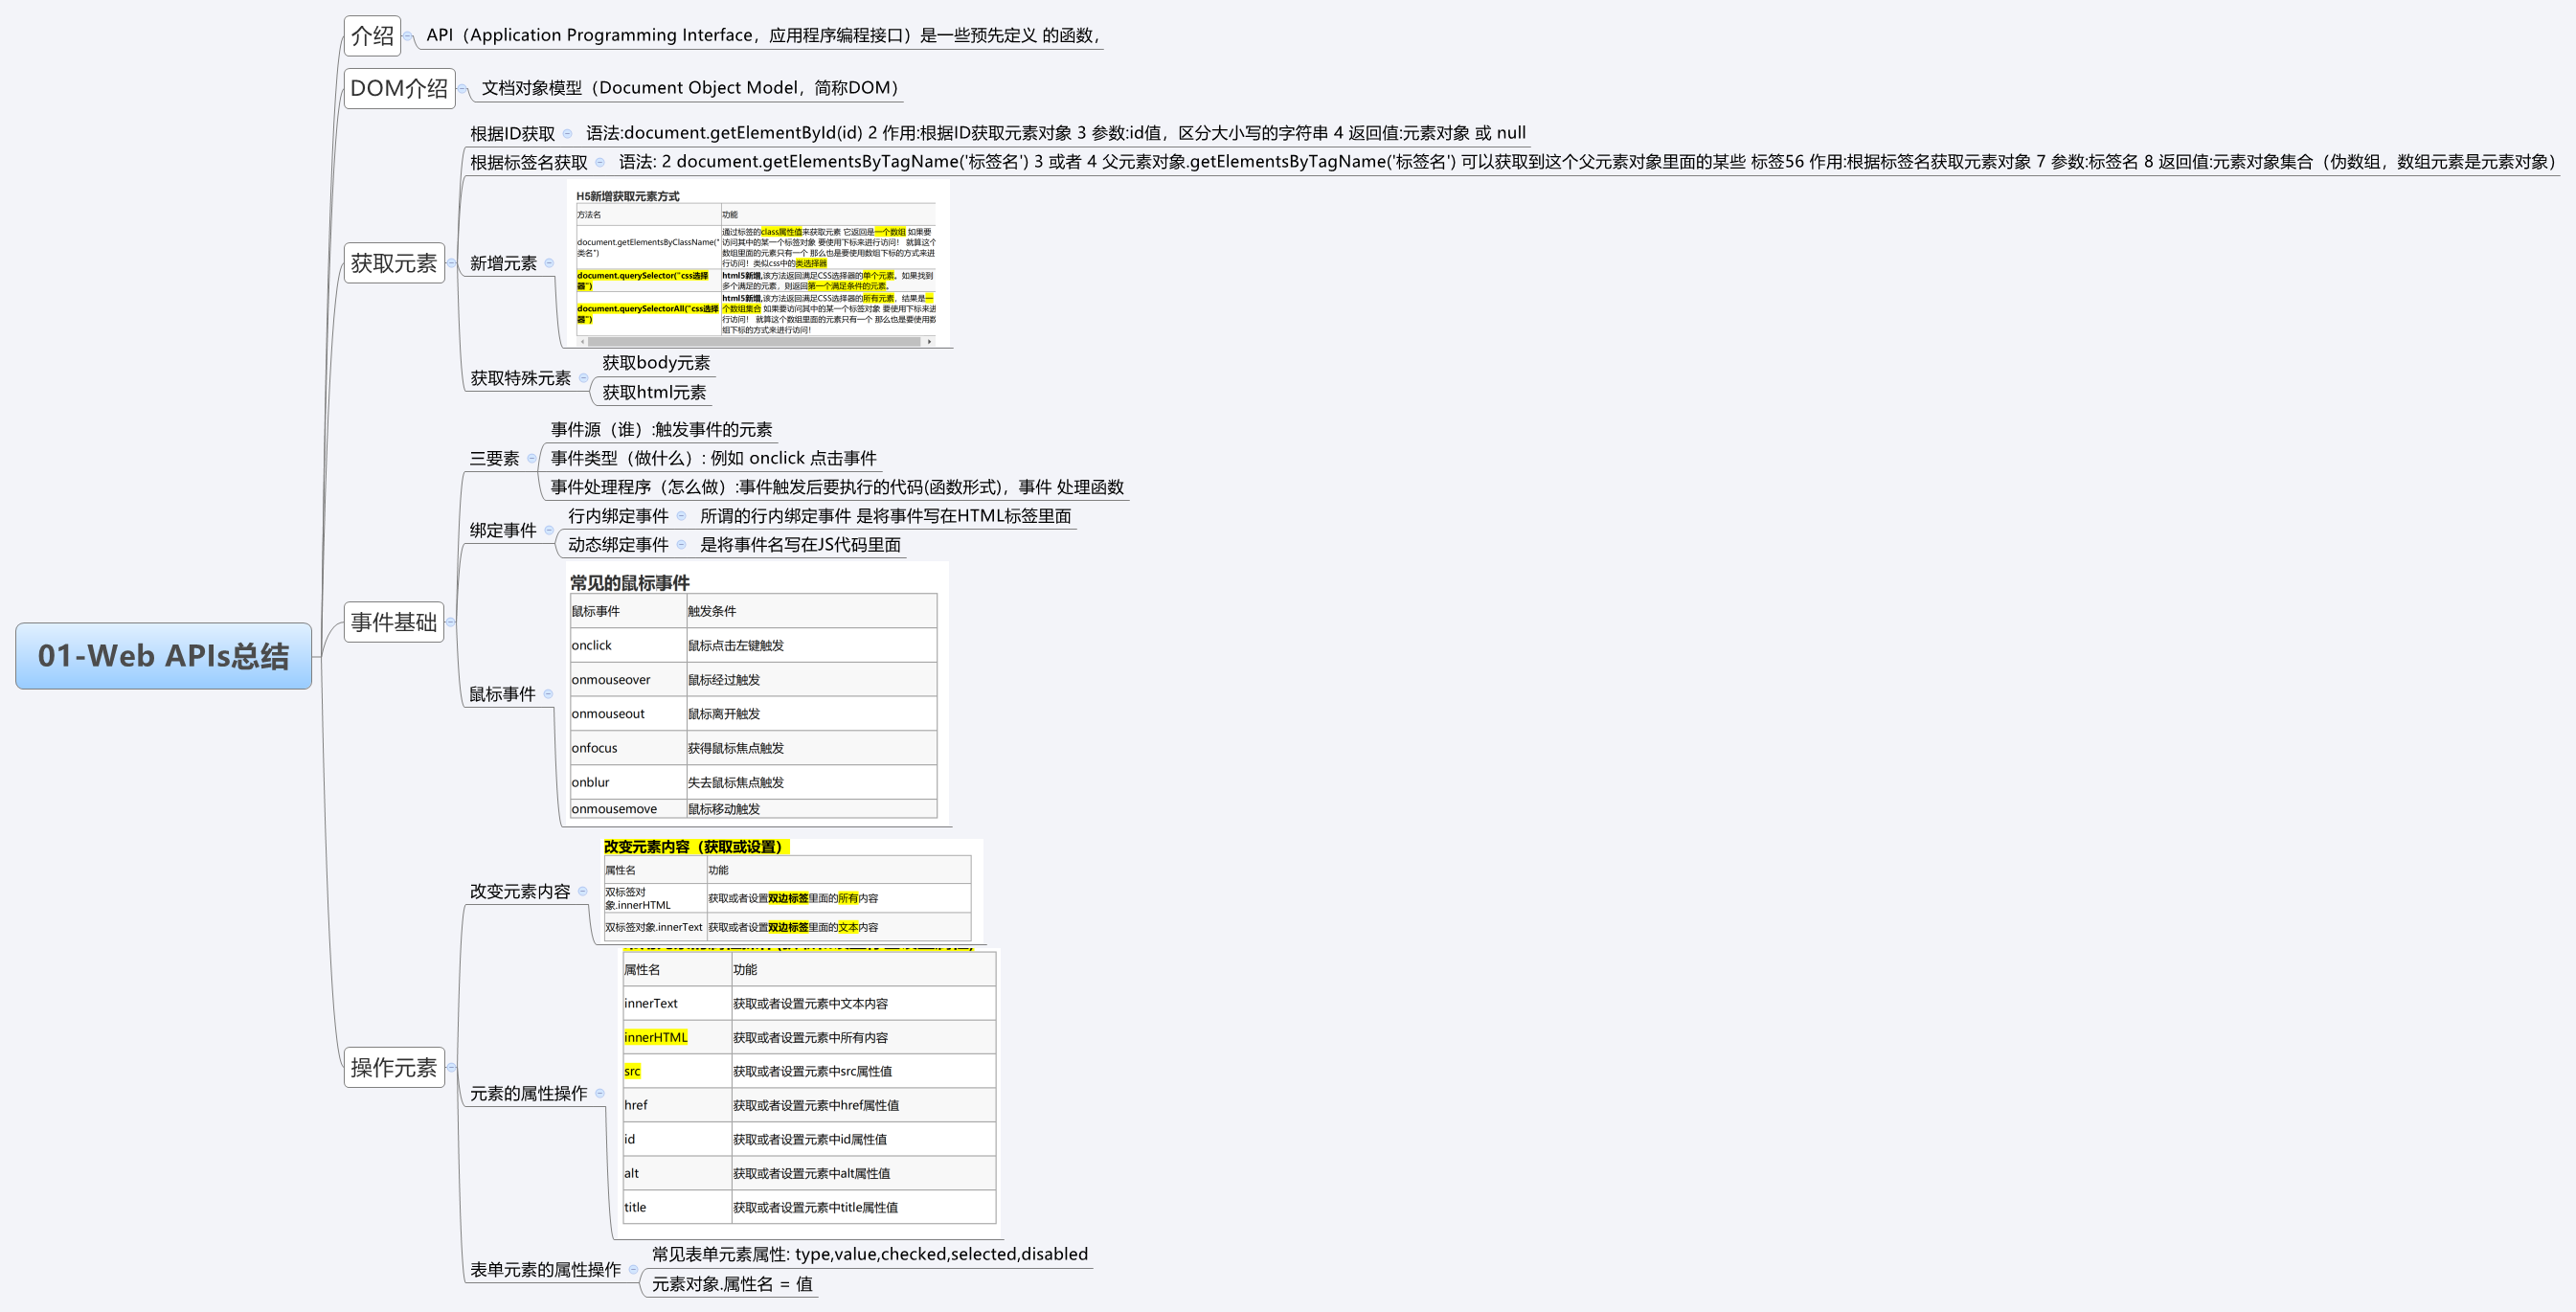 01-Web APIs总结
介绍
API（Application Programming Interface，应用程序编程接口）是一些预先定义 的函数，
DOM介绍
文档对象模型（Document Object Model，简称DOM）
获取元素
根据ID获取
语法:document.getElementById(id) 2 作用:根据ID获取元素对象 3 参数:id值，区分大小写的字符串 4 返回值:元素对象 或 null
根据标签名获取
语法: 2 document.getElementsByTagName('标签名') 3 或者 4 父元素对象.getElementsByTagName('标签名') 可以获取到这个父元素对象里面的某些 标签56 作用:根据标签名获取元素对象 7 参数:标签名 8 返回值:元素对象集合（伪数组，数组元素是元素对象）
新增元素
H5新增获取元素方式
方法名
功能
document.getElementsByClassName("
类名")
通过标签的class属性值来获取元素 它返回是一个数组 如果要
访问其中的某一个标签对象 要使用下标来进行访问！ 就算这个
数组里面的元素只有一个 那么也是要使用数组下标的方式来进
行访问！类似css中的类选择器
document.querySelector("css选择
器")
html5新增,该方法返回满足CSS选择器的单个元素。如果找到
多个满足的元素，则返回第一个满足条件的元素。
document.querySelectorAll("css选择
器")
html5新增,该方法返回满足CSS选择器的所有元素，结果是一
个数组集合 如果要访问其中的某一个标签对象 要使用下标来进
行访问！ 就算这个数组里面的元素只有一个 那么也是要使用数
组下标的方式来进行访问！
获取特殊元素
获取body元素
获取html元素
事件基础
三要素
事件源（谁）:触发事件的元素
事件类型（做什么）: 例如 onclick 点击事件
事件处理程序（怎么做）:事件触发后要执行的代码(函数形式)，事件 处理函数
绑定事件
行内绑定事件
所谓的行内绑定事件 是将事件写在HTML标签里面
动态绑定事件
是将事件名写在JS代码里面
鼠标事件
常见的鼠标事件
鼠标事件
触发条件
onclick
鼠标点击左键触发
onmouseover
鼠标经过触发
onmouseout
鼠标离开触发
onfocus
获得鼠标焦点触发
onblur
失去鼠标焦点触发
onmousemove
鼠标移动触发
操作元素
改变元素内容
改变元素内容（获取或设置）
属性名
功能
双标签对
象.innerHTML
获取或者设置双边标签里面的所有内容
双标签对象.innerText
获取或者设置双边标签里面的文本内容
元素的属性操作
属性名
功能
innerText
获取或者设置元素中文本内容
innerHTML
获取或者设置元素中所有内容
src
获取或者设置元素中src属性值
href
获取或者设置元素中href属性值
id
获取或者设置元素中id属性值
alt
获取或者设置元素中alt属性值
title
获取或者设置元素中title属性值
表单元素的属性操作
常见表单元素属性: type,value,checked,selected,disabled
元素对象.属性名 = 值